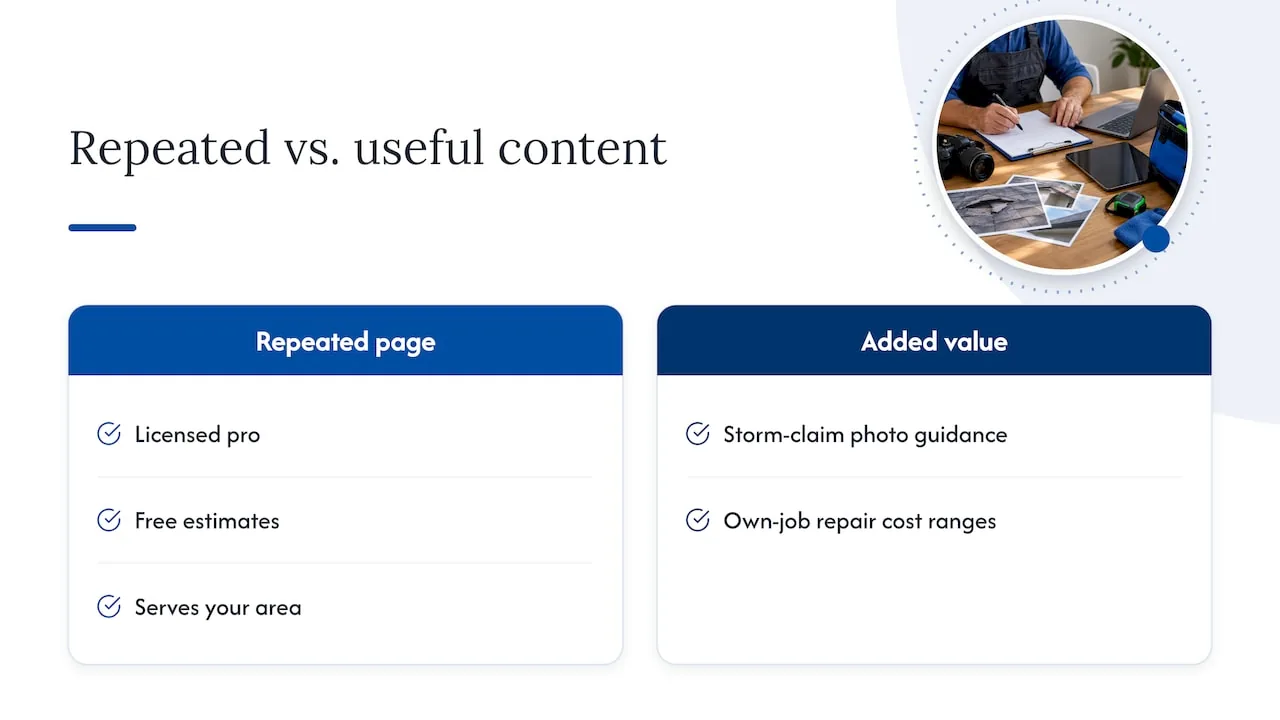 Repeated vs. useful content
Repeated page
Licensed pro
Free estimates
Serves your area
Added value
Storm-claim photo guidance
Own-job repair cost ranges